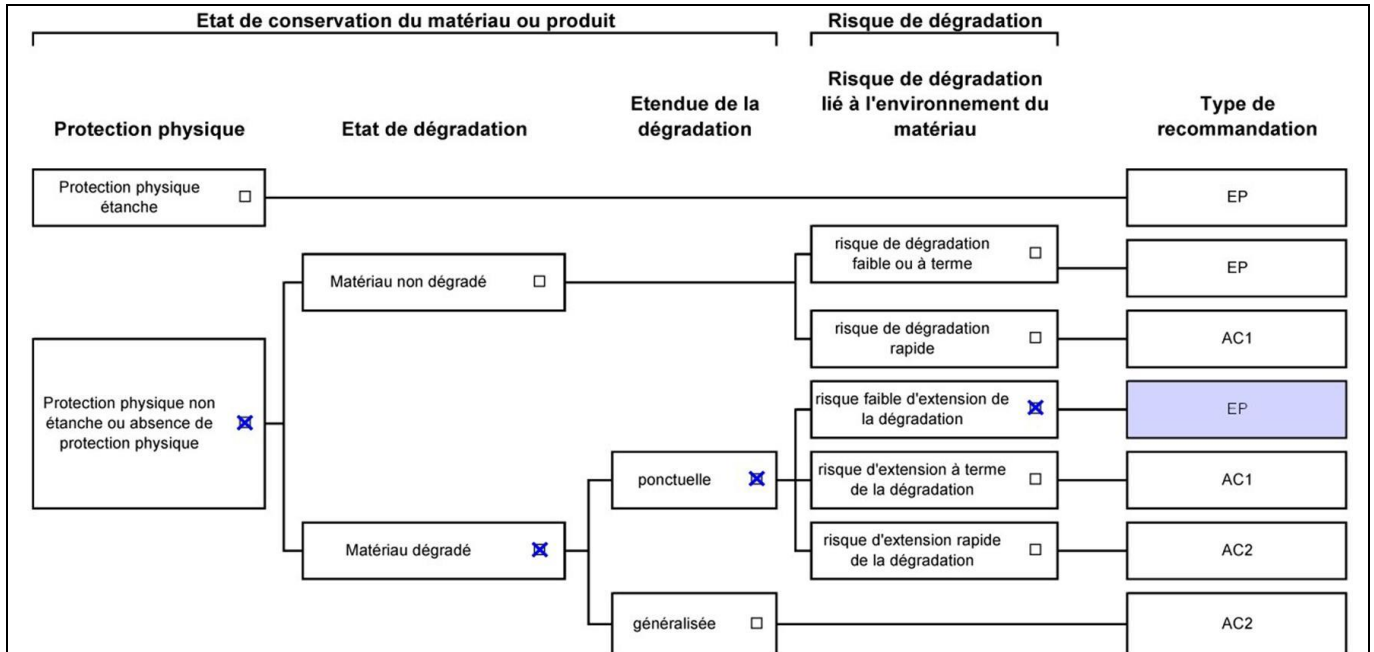 Etat de conservation du matériau ou produit
Risque de dégradation
Protection physique
Etat de dégradation
Etendue de la
dégradation
Risque de dégradation
lié à l'environnement du
matériau
Type de
recommandation
Protection physique
étanche
EP
Matériau non dégradé
risque de dégradation
faible ou à terme
EP
risque de dégradation
rapide
AC1
Protection physique non
étanche ou absence de
protection physique
risque faible d'extension de
la dégradation
EP
ponctuelle
risque d'extension à terme
de la dégradation
AC1
Matériau dégradé
risque d'extension rapide
de la dégradation
AC2
généralisée
AC2